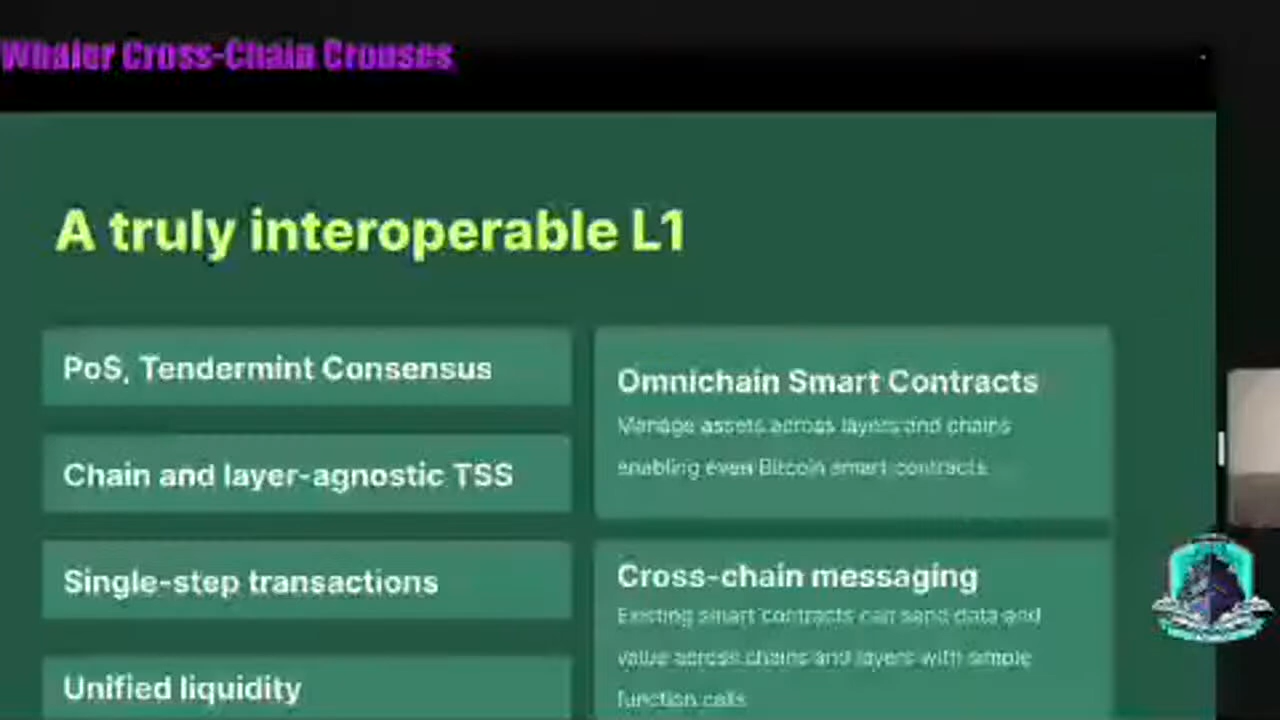 Whaler Cross-Chain Crouses
A truly interoperable L1
PoS, Tendermint Consensus
Chain and layer-agnostic TSS
Single-step transactions
Unified liquidity
Omnichain Smart Contracts
Manage assets across layers and chains
enabling even Bitcoin smart contracts
Cross-chain messaging
Existing smart contracts can send data and
value across chains and layers with simple
function calls